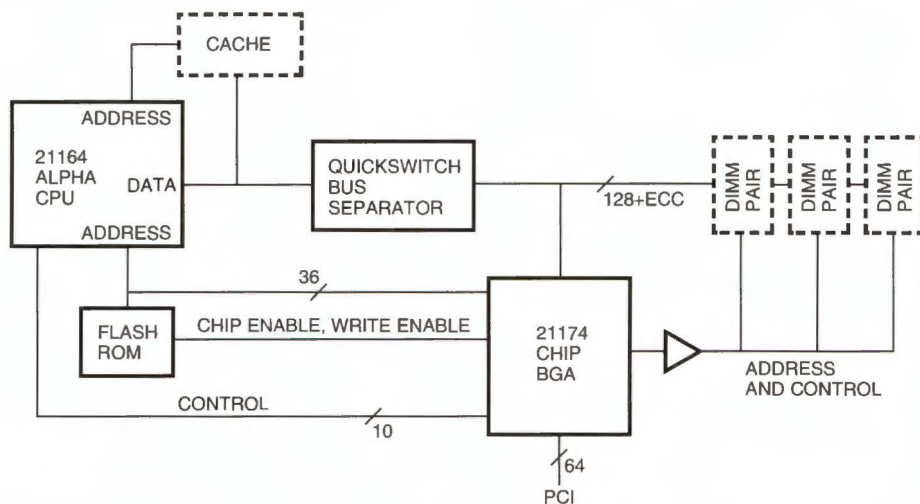 CACHE
ADDRESS
21164
ALPHA
CPU
DATA
ADDRESS
QUICKSWITCH
BUS
SEPARATOR
128+ECC
DIMM
PAIR
DIMM
PAIR
DIMM
PAIR
36
FLASH
ROM
CHIP ENABLE, WRITE ENABLE
21174
CHIP
BGA
ADDRESS
AND CONTROL
CONTROL
10
64
PCI